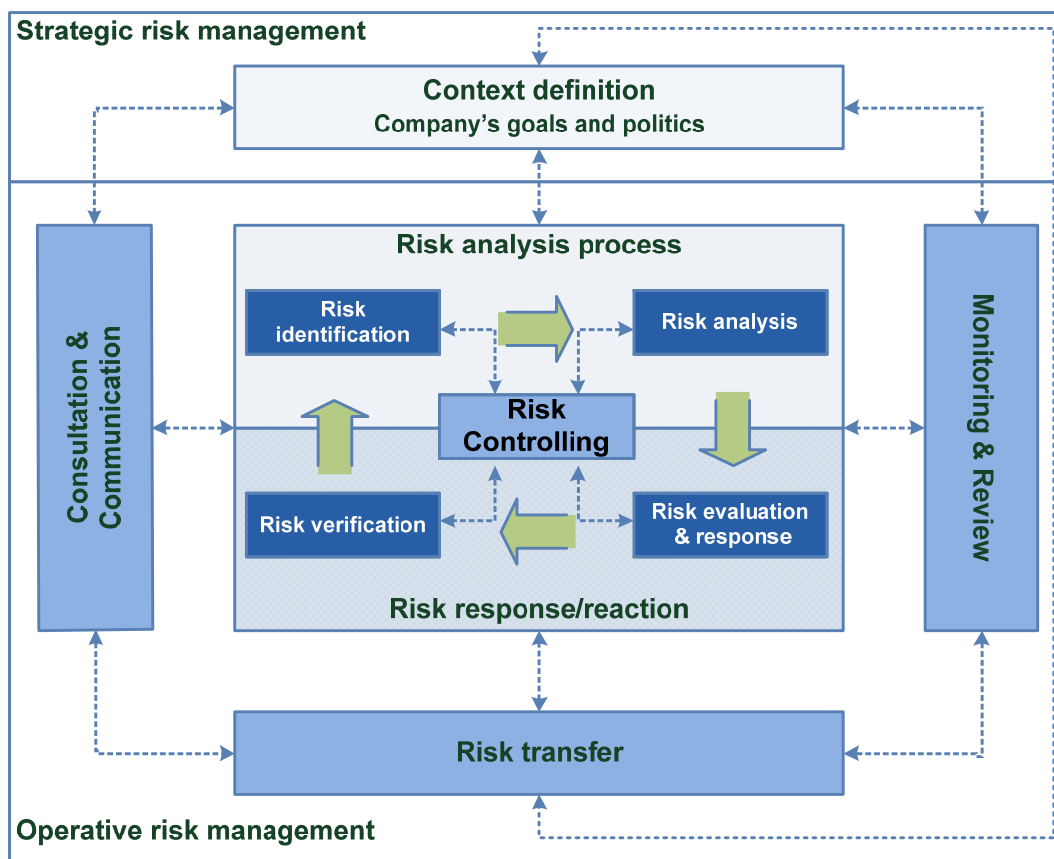 Strategic risk management
Context definition
Company's goals and politics
Risk analysis process
Risk
identification
Risk analysis
Consultation &
Communication
Risk
Controlling
Monitoring & Review
Risk verification
Risk evaluation
& response
Risk response/reaction
Risk transfer
Operative risk management